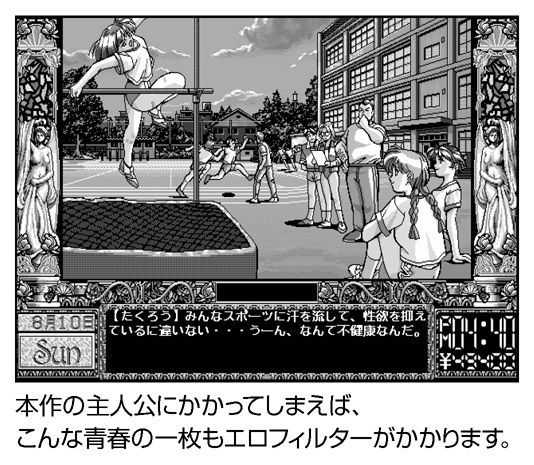 8月10日
Sun
【たくろう】みんなスポーツに汗を流して、性欲を抑え
ているに違いない・・・うーん、なんて不健康なんだ。
PM 04:40
本作の主人公にかかってしまえば、
こんな青春の一枚もエロフィルターがかかります。